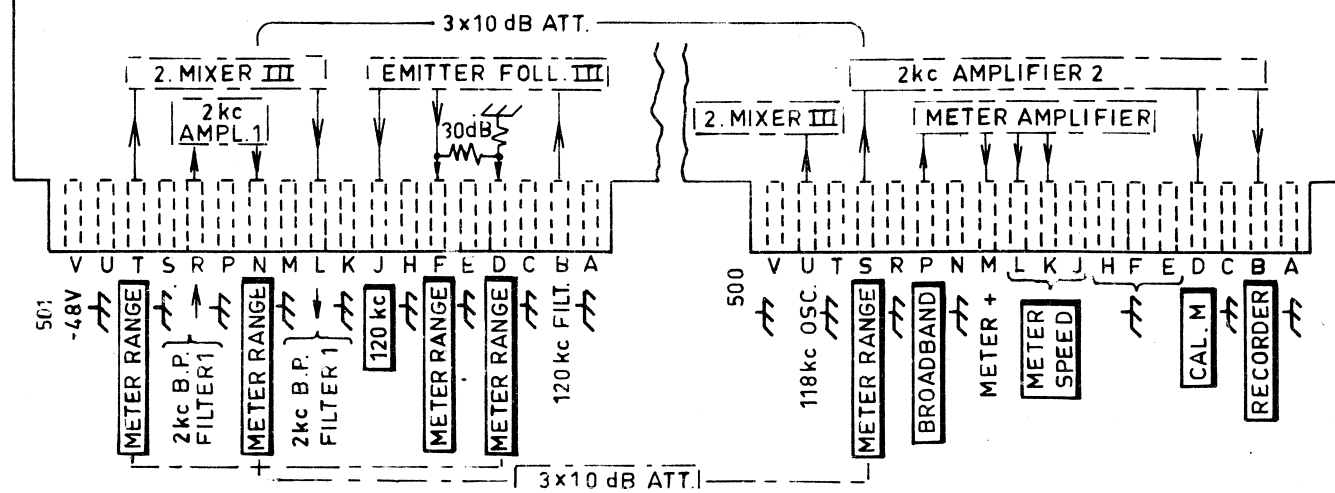 3x10 dB ATT.
2. MIXER III
EMITTER FOLL. III
2kc AMPLIFIER 2
2kc
AMPL.1
30dB
2. MIXER III
METER AMPLIFIER
V U T S R P N M L K J H F E D C B A
V U T S R P N M L K J H F E D C B A
501
-48V
METER RANGE
2kc B.P.
FILTER 1
METER RANGE
2kc B.P.
FILTER 1
120 kc
METER RANGE
METER RANGE
120 kc FILT.
500
118kc OSC.
METER RANGE
BROADBAND
METER +
METER
SPEED
CAL. M
RECORDER
3x10 dB ATT.